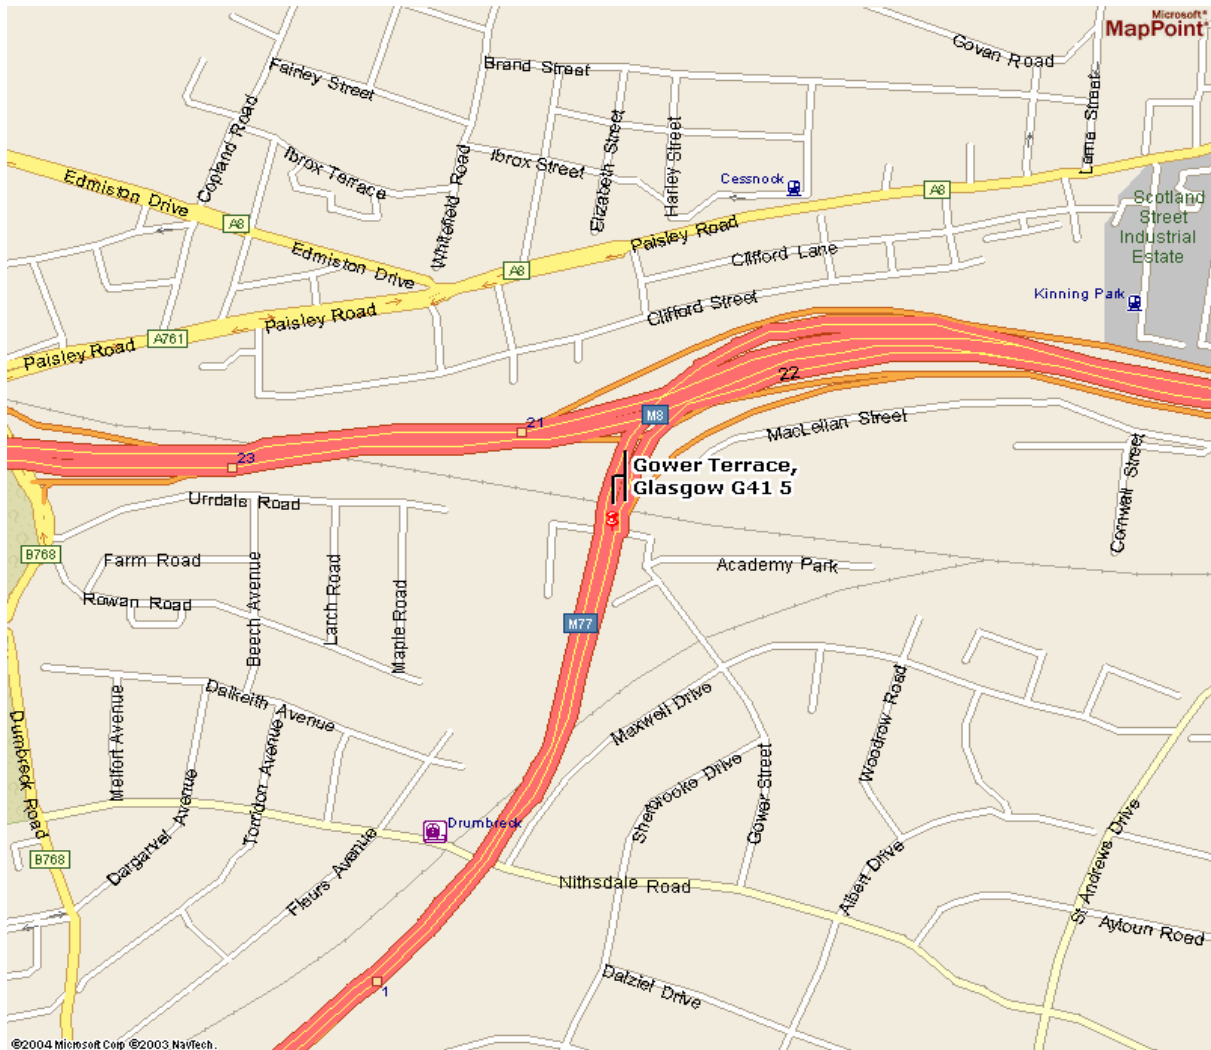 Microsoft®
MapPoint®
Govan Road
Brand Street
Fairley Street
Lorne Street
Copland Road
Elizabeth Street
Harley Street
Ibrox Street
Ibrox Terrace
Whitefield Road
Cessnock
Edmiston Drive
A8
A8
Scotland
Street
Industrial
Estate
Paisley Road
Edmiston Drive
Clifford Lane
A8
Kinning Park
Clifford Street
Paisley Road
A761
Paisley Road
22
M8
21
MacLellan Street
23
Gower Terrace,
Glasgow G41 5
Cornwall Street
Urrdale Road
3
B768
Farm Road
Academy Park
Rowan Road
Beech Avenue
Larch Road
Maple Road
M77
Dalkeith Avenue
Maxwell Drive
Woodrow Road
Melfort Avenue
Dumbreck Road
Torridon Avenue
Dargarvel Avenue
Sherbrooke Drive
Gower Street
Drumbreck
St Andrews Drive
B768
Fleurs Avenue
Nithsdale Road
Albert Drive
Aytoun Road
Dalziel Drive
1
©2004 Microsoft Corp ©2003 NavTech.